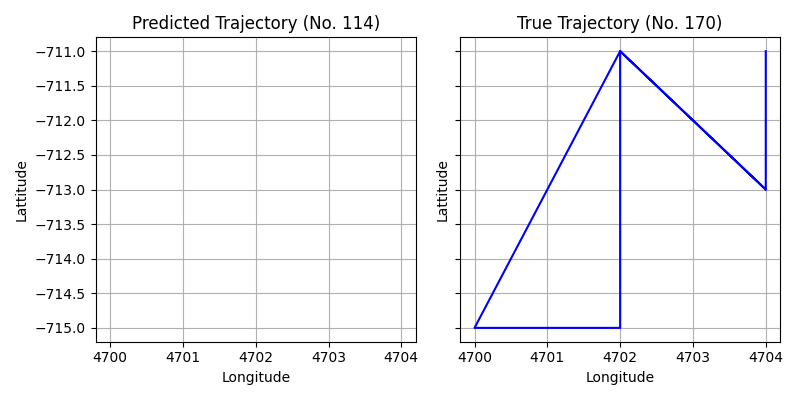 Predicted Trajectory (No. 114)
−711.0
−711.5
−712.0
−712.5
−713.0
−713.5
−714.0
−714.5
−715.0
Lattitude
4700 4701 4702 4703 4704
Longitude
True Trajectory (No. 170)
Lattitude
4700 4701 4702 4703 4704
Longitude